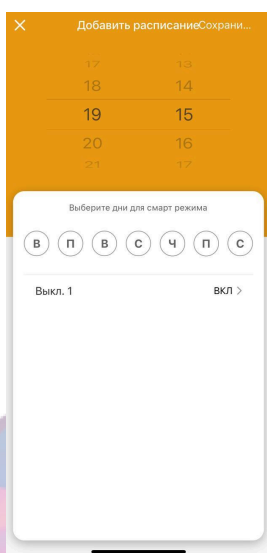 × Добавить расписание Сохрани...
17 13
18 14
19 15
20 16
21 17
Выберите дни для смарт режима
В П В С Ч П С
Выкл. 1 ВКЛ >